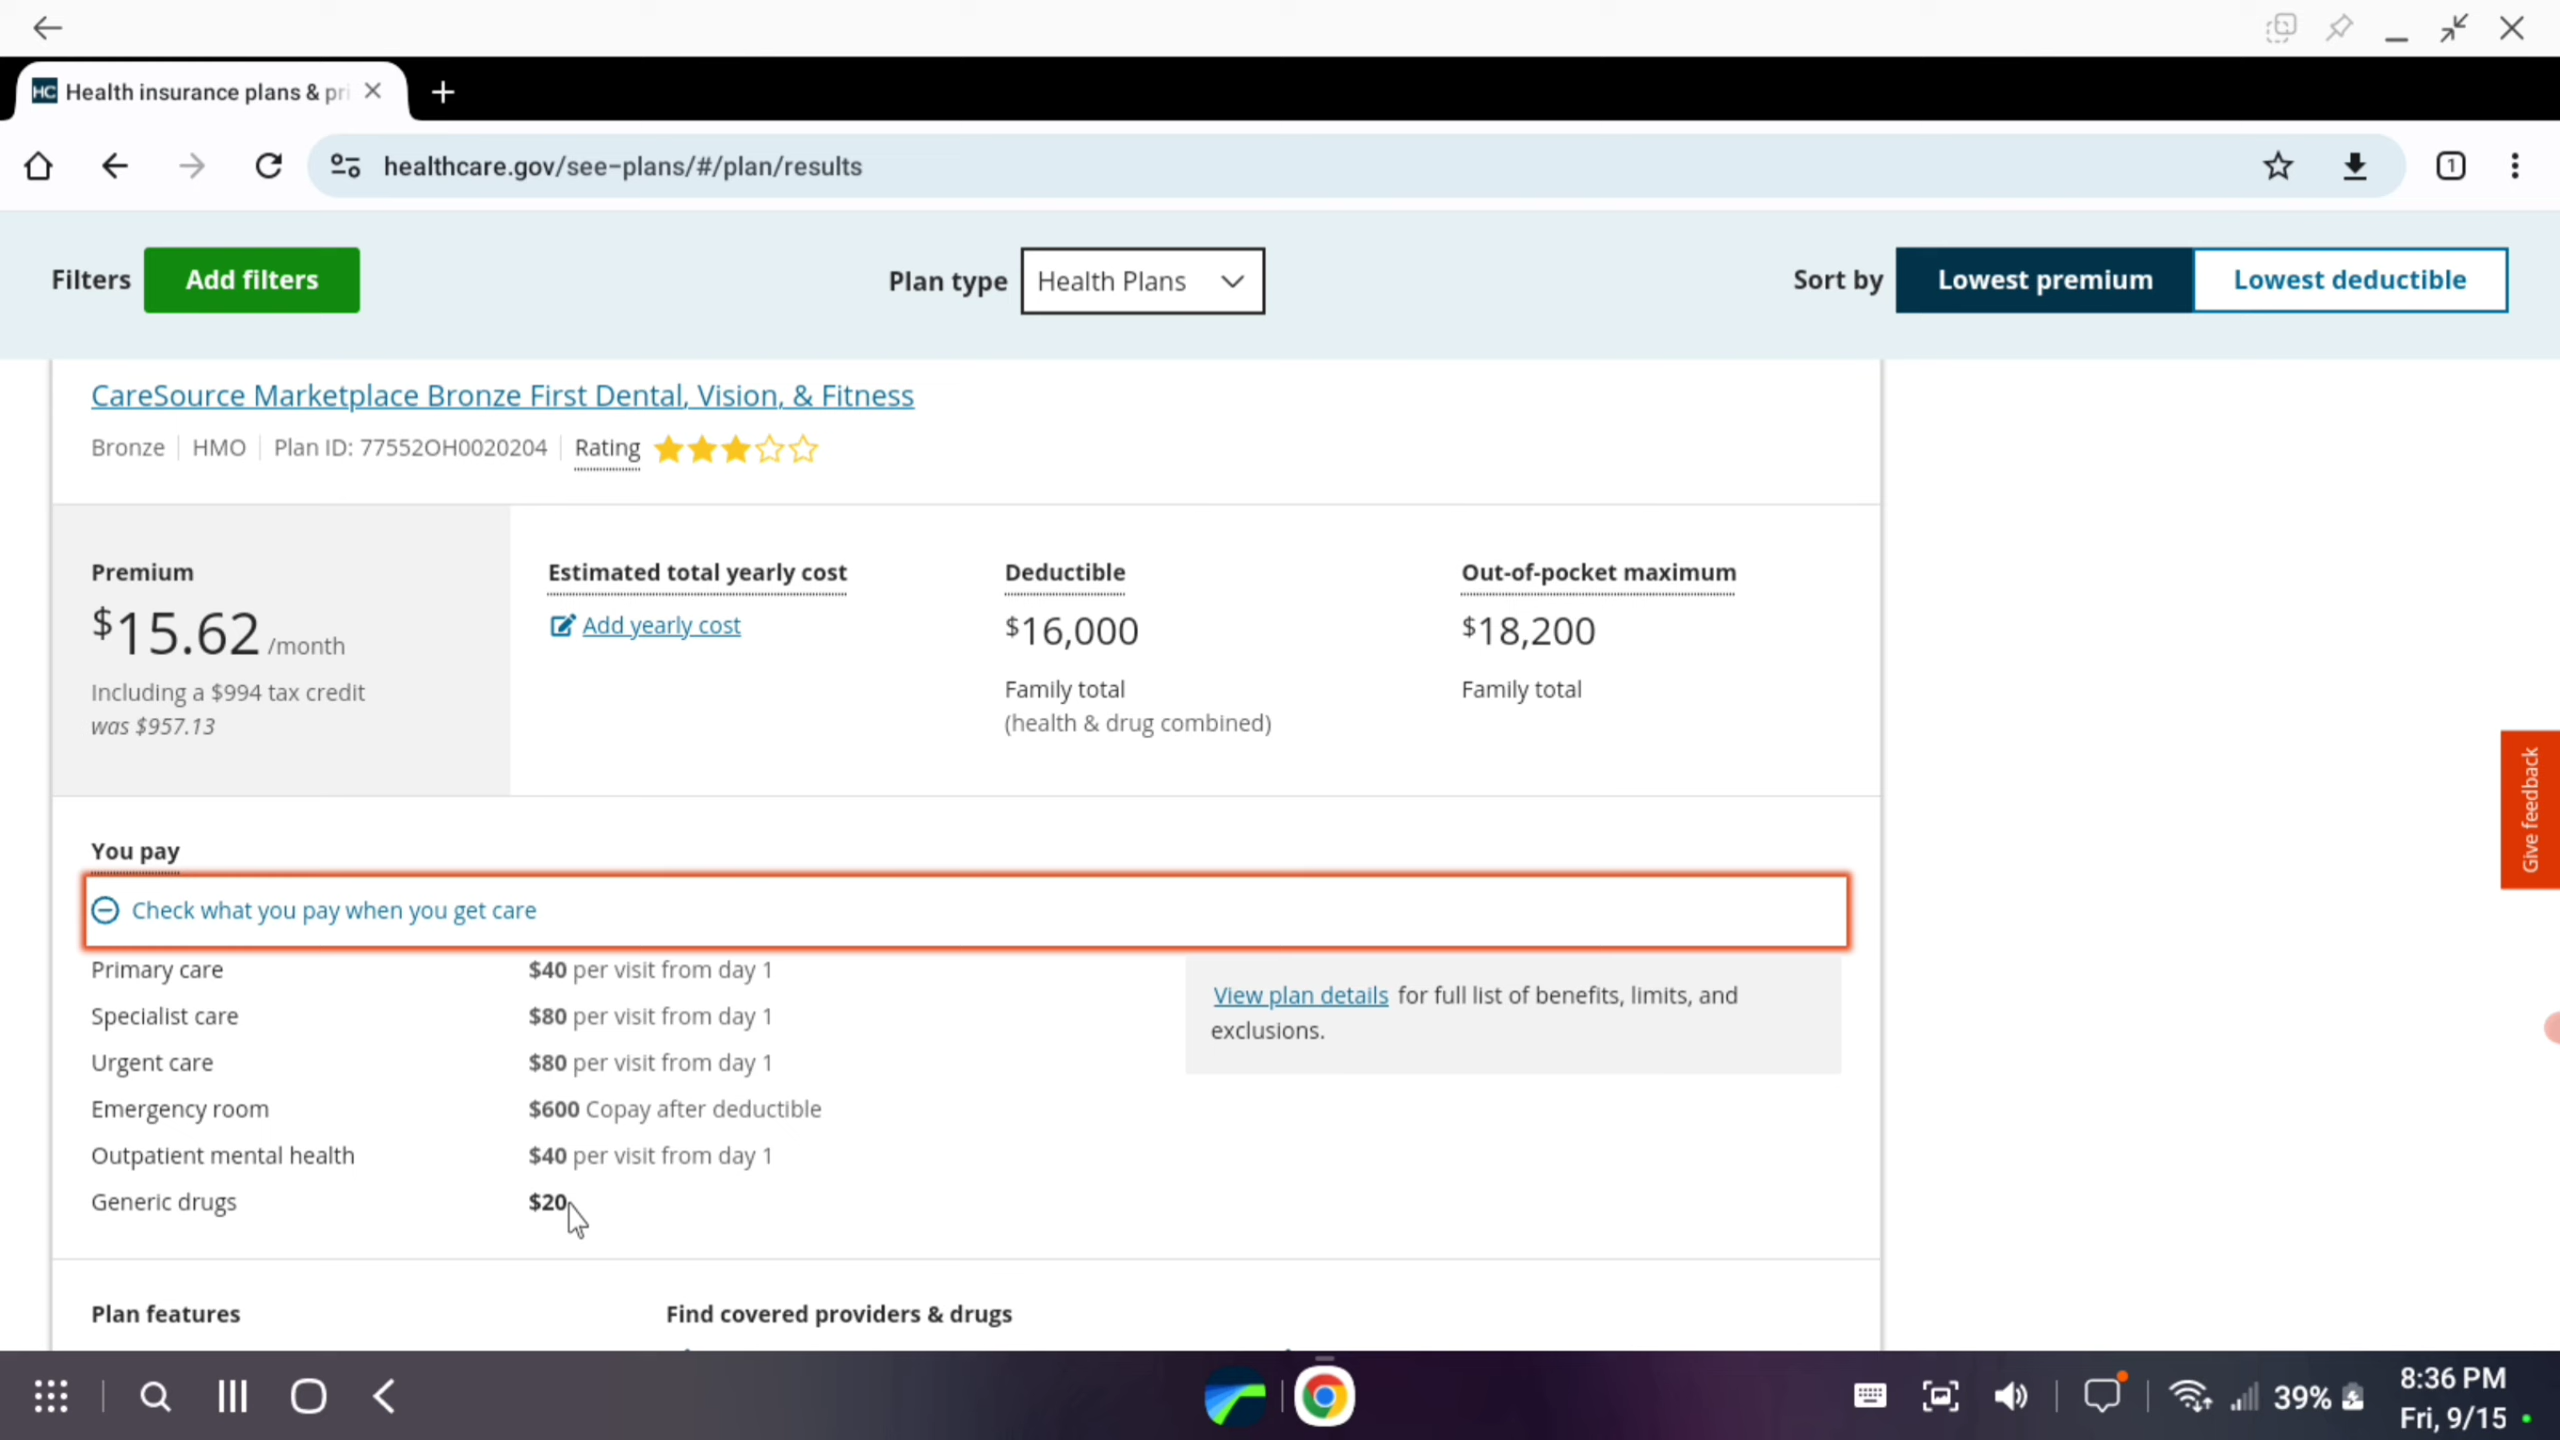 HC Health insurance plans & pri
healthcare.gov/see-plans/#/plan/results
1
Filters Add filters Plan type Health Plans Sort by Lowest premium Lowest deductible
CareSource Marketplace Bronze First Dental, Vision, & Fitness
Bronze HMO Plan ID: 77552OH0020204 Rating
Premium Estimated total yearly cost Deductible Out-of-pocket maximum
$15.62 /month Add yearly cost $16,000 $18,200
Including a $994 tax credit Family total Family total
was $957.13 (health & drug combined)
Give feedback
You pay
Check what you pay when you get care
Primary care $40 per visit from day 1
Specialist care $80 per visit from day 1
Urgent care $80 per visit from day 1
Emergency room $600 Copay after deductible
Outpatient mental health $40 per visit from day 1
Generic drugs $20
View plan details for full list of benefits, limits, and
exclusions.
Plan features Find covered providers & drugs
39% 8:36 PM
Fri, 9/15